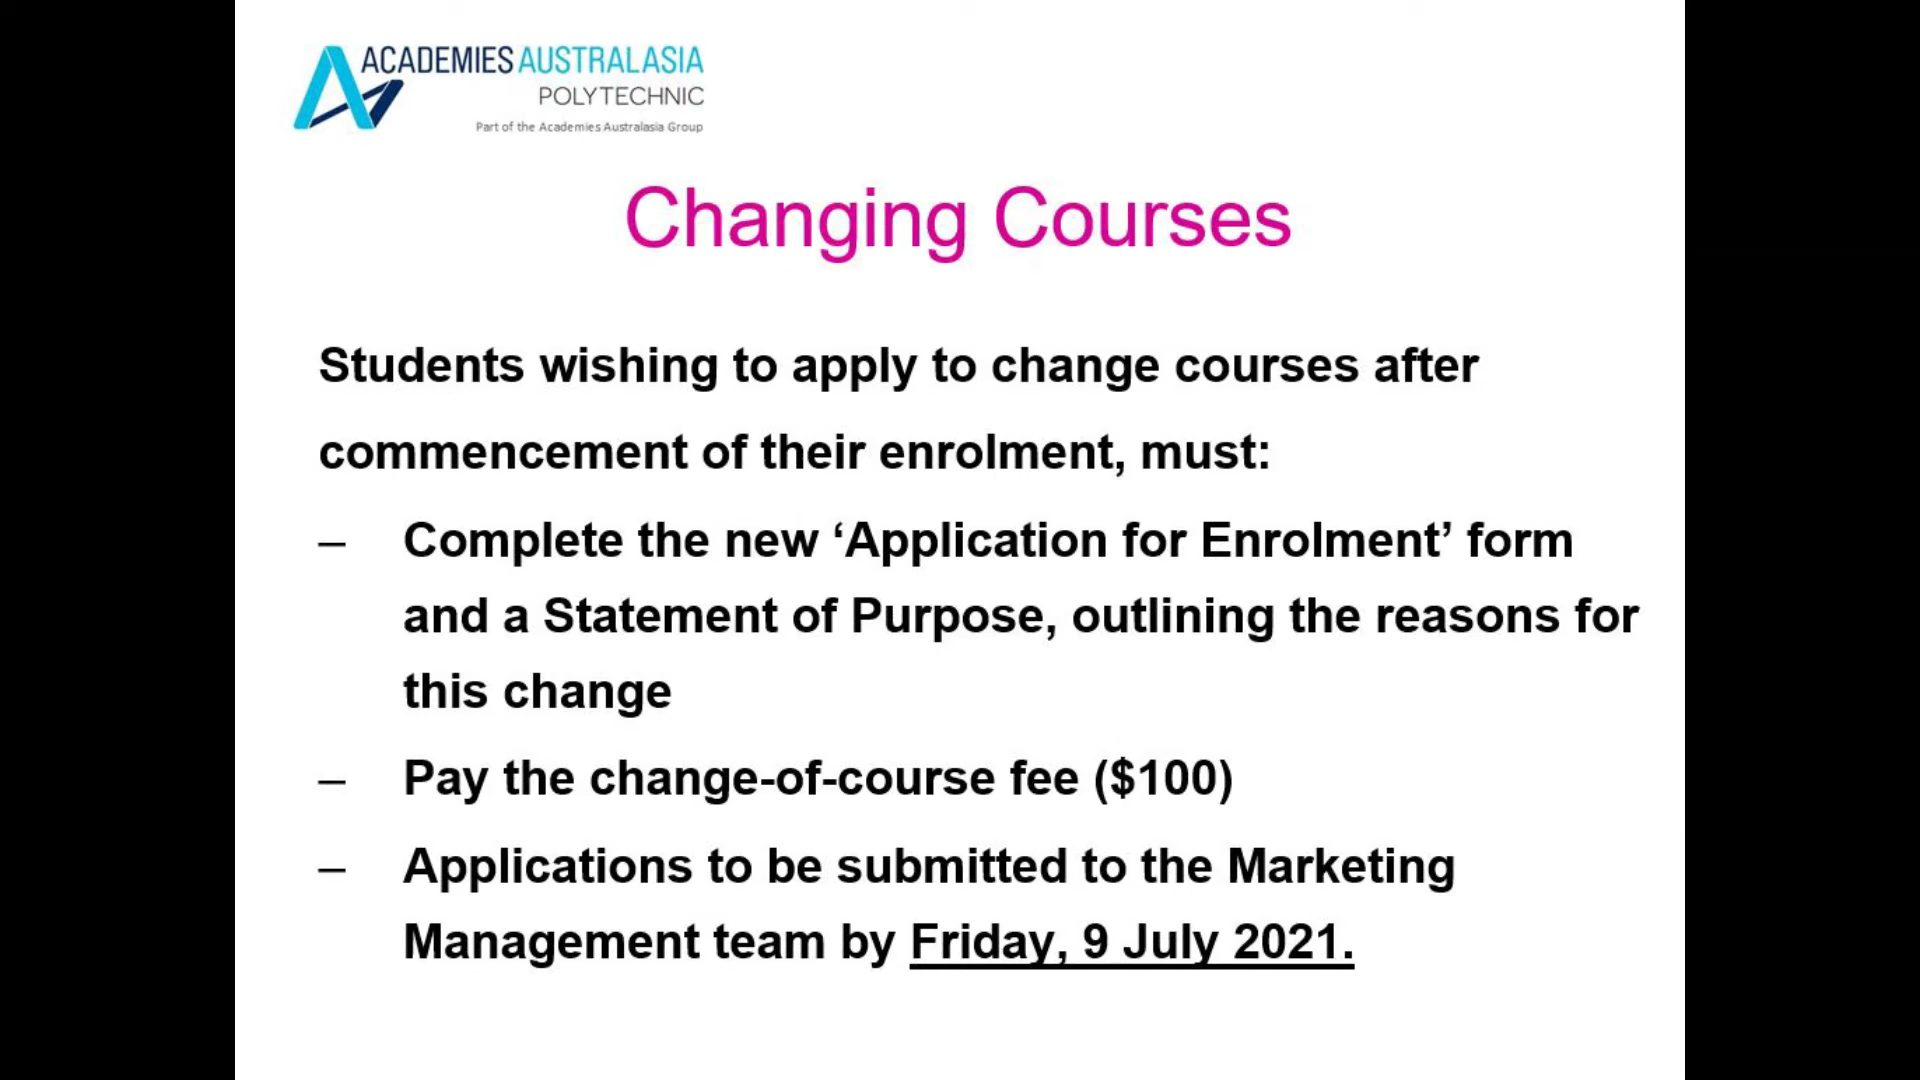 ACADEMIES AUSTRALASIA
POLYTECHNIC
Part of the Academies Australasia Group
Changing Courses
Students wishing to apply to change courses after
commencement of their enrolment, must:
– Complete the new ‘Application for Enrolment’ form
and a Statement of Purpose, outlining the reasons for
this change
– Pay the change-of-course fee ($100)
– Applications to be submitted to the Marketing
Management team by Friday, 9 July 2021.